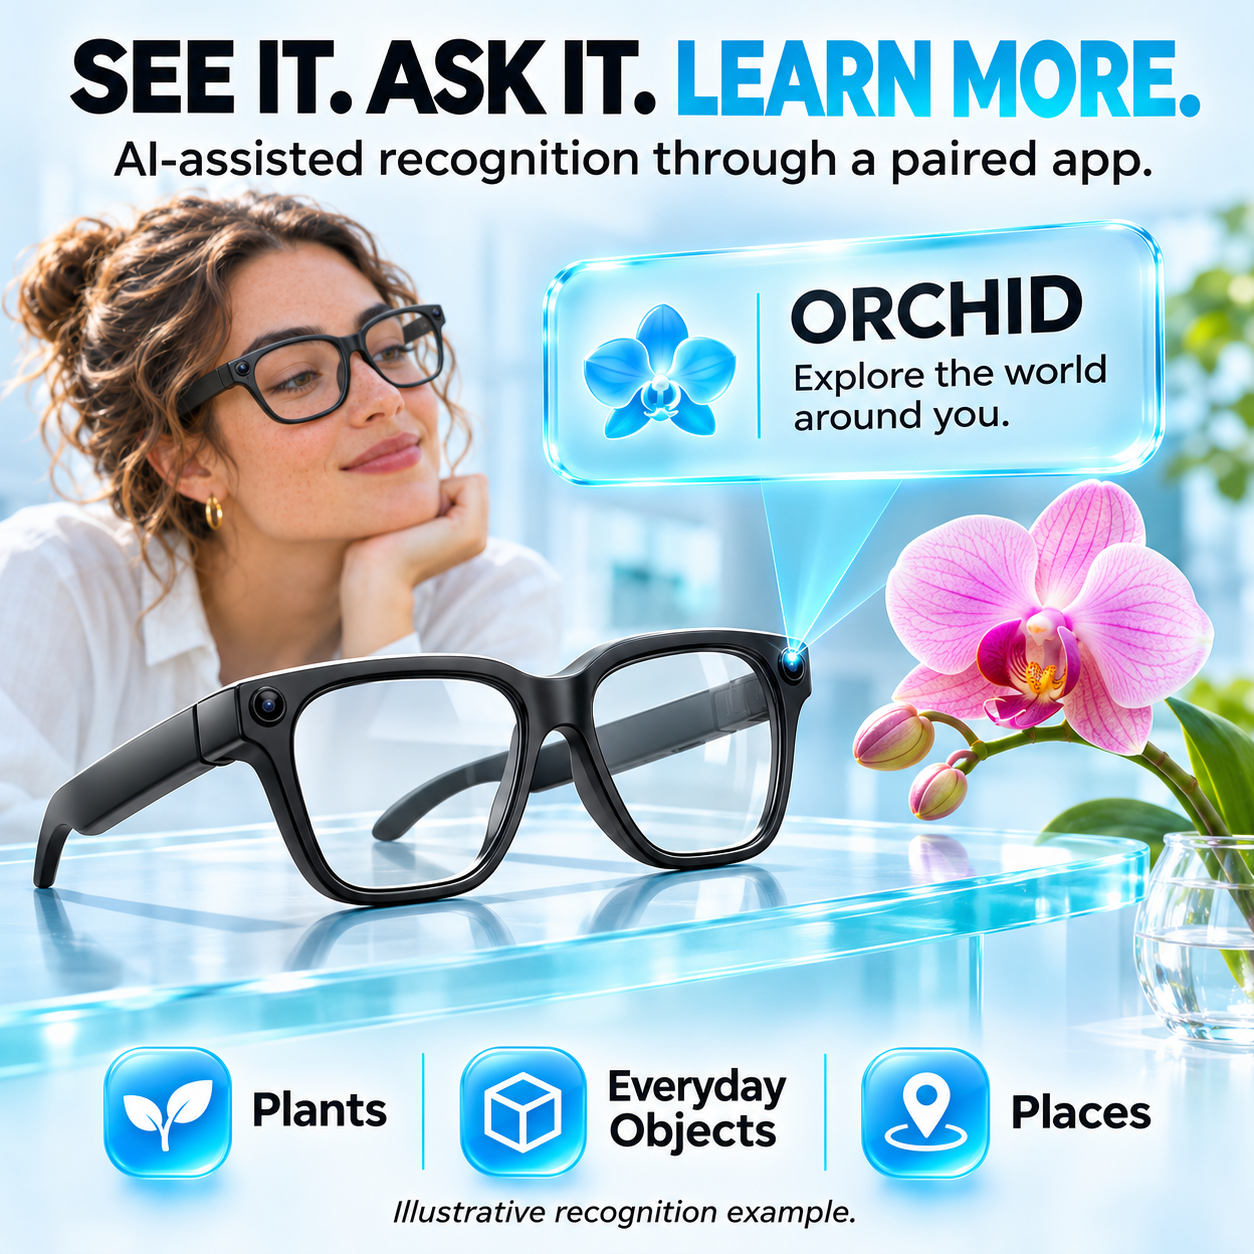 SEE IT. ASK IT. LEARN MORE.
AI-assisted recognition through a paired app.
ORCHID
Explore the world
around you.
Plants
Everyday
Objects
Places
Illustrative recognition example.